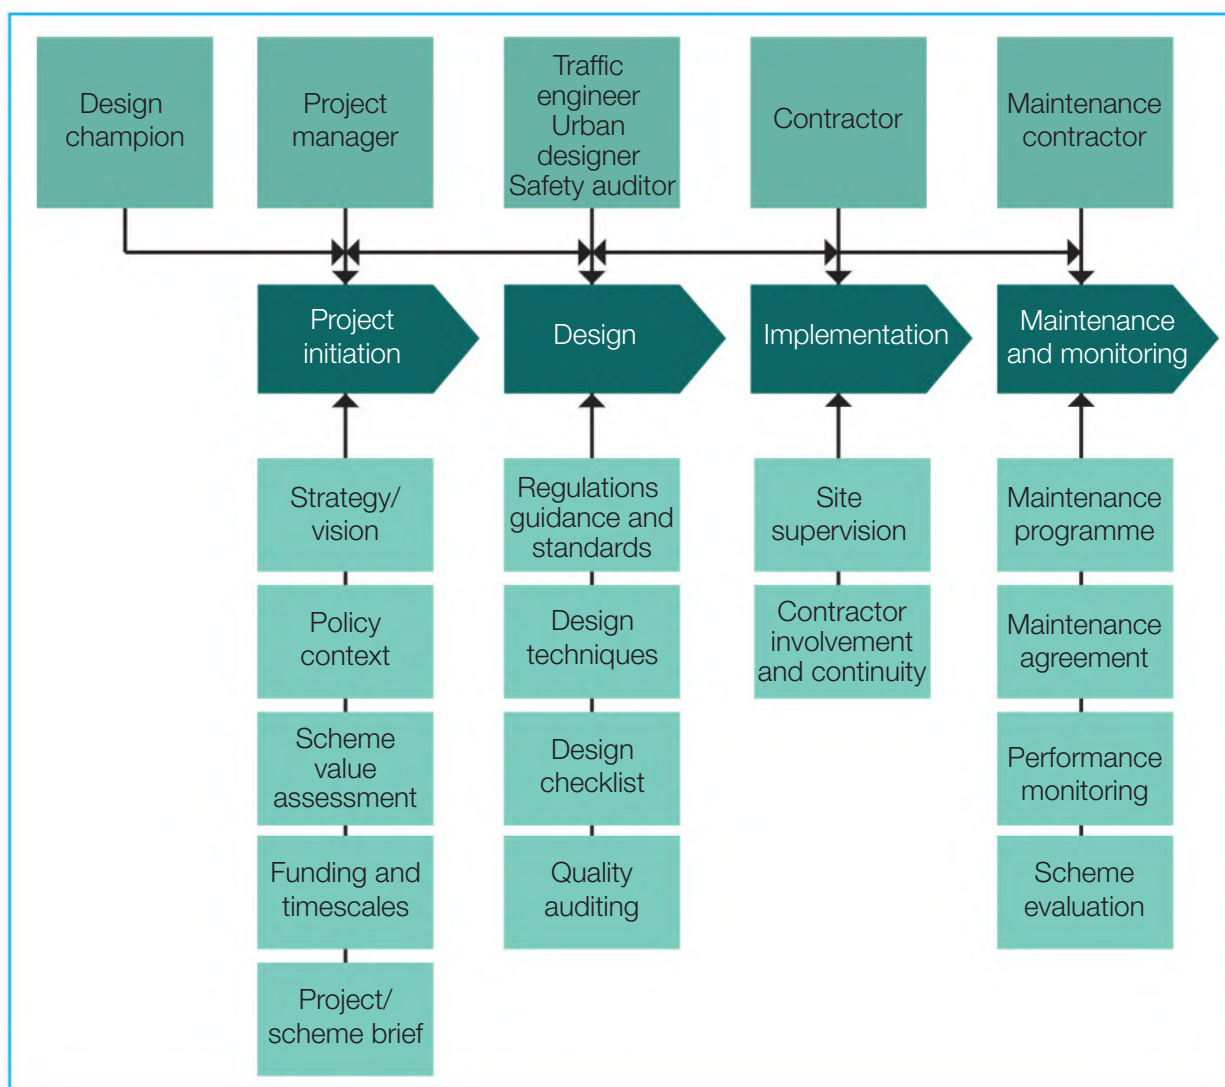 Design
champion
Project
manager
Traffic
engineer
Urban
designer
Safety auditor
Contractor
Maintenance
contractor
Project
initiation
Design
Implementation
Maintenance
and monitoring
Strategy/
vision
Policy
context
Scheme
value
assessment
Funding and
timescales
Project/
scheme brief
Regulations
guidance and
standards
Design
techniques
Design
checklist
Quality
auditing
Site
supervision
Contractor
involvement
and continuity
Maintenance
programme
Maintenance
agreement
Performance
monitoring
Scheme
evaluation